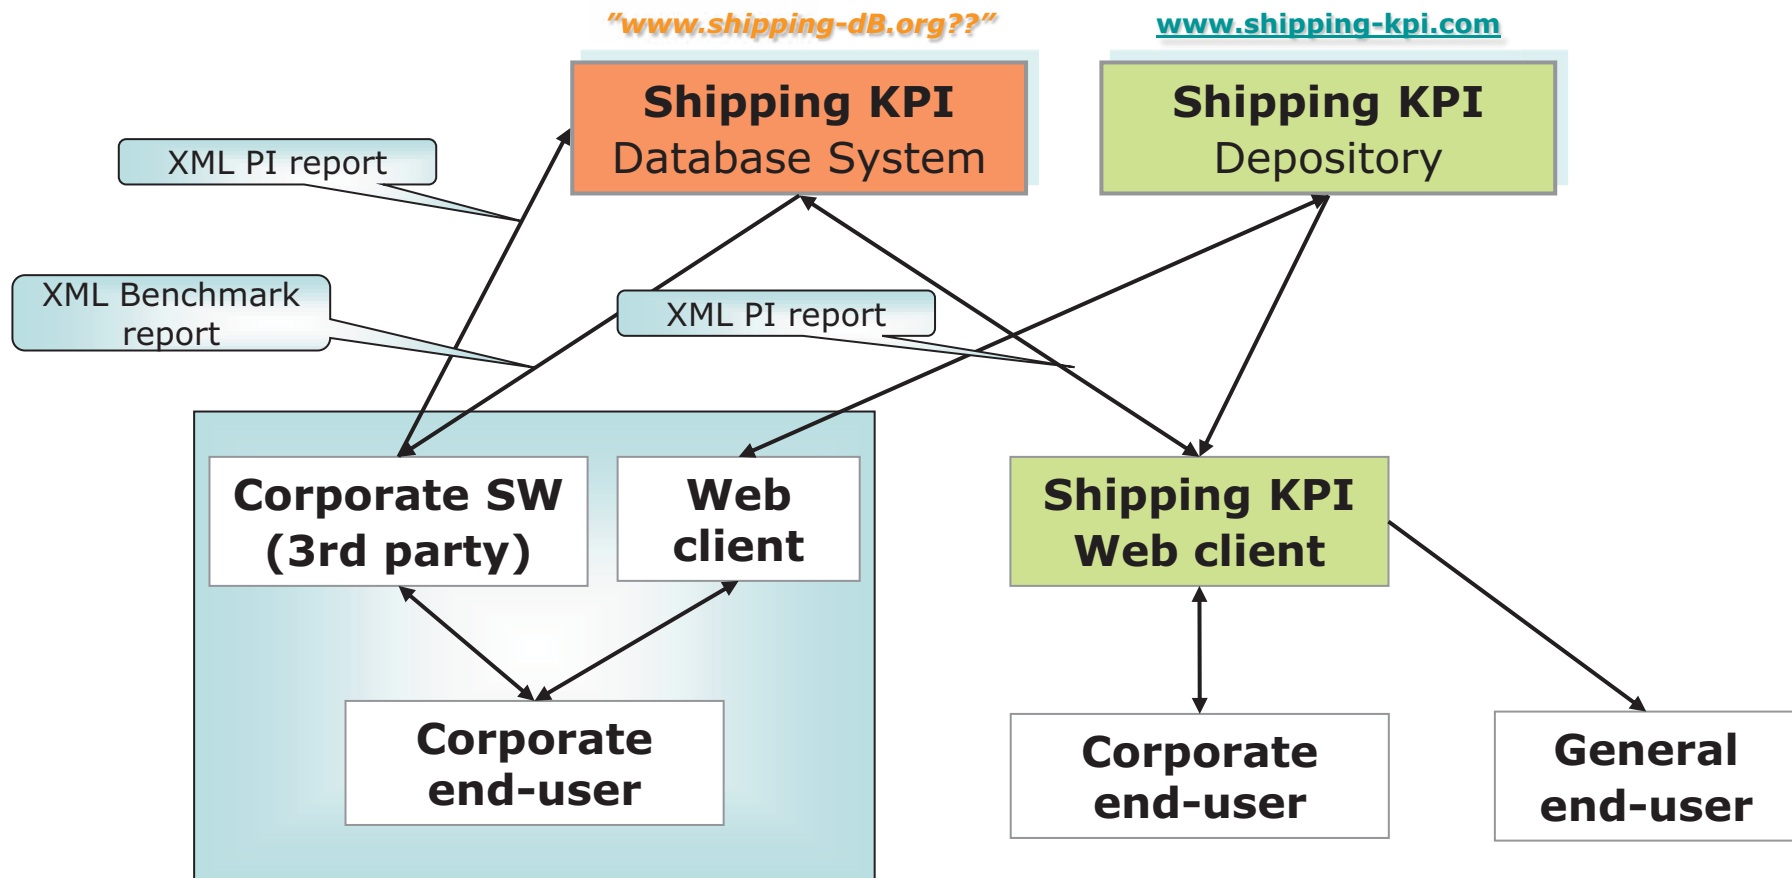 "www.shipping-dB.org??"
www.shipping-kpi.com
Shipping KPI
Database System
Shipping KPI
Depository
XML PI report
XML Benchmark
report
XML PI report
Corporate SW
(3rd party)
Web
client
Shipping KPI
Web client
Corporate
end-user
Corporate
end-user
General
end-user